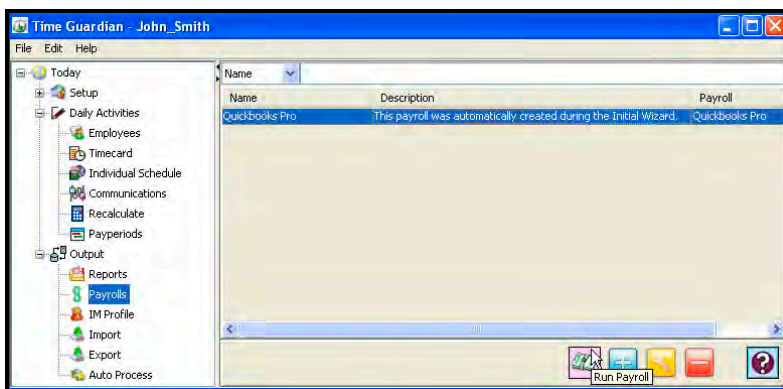 Time Guardian - John_Smith
File Edit Help
Today
Setup
Daily Activities
Employees
Timecard
Individual Schedule
Communications
Recalculate
Payperiods
Output
Reports
Payrolls
IM Profile
Import
Export
Auto Process
Name
Name Description Payroll
Quickbooks Pro This payroll was automatically created during the Initial Wizard. Quickbooks Pro
Run Payroll